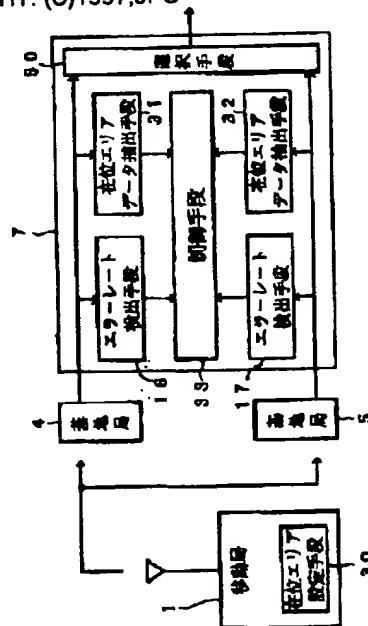 (C)1997,JPO
7
80
選択手段
在位エリア
データ抽出手段
31
エラーレート
検出手段
16
制御手段
33
在位エリア
データ抽出手段
32
エラーレート
検出手段
17
4
基地局
基地局
5
1
移動局
在位エリア
設定手段
30